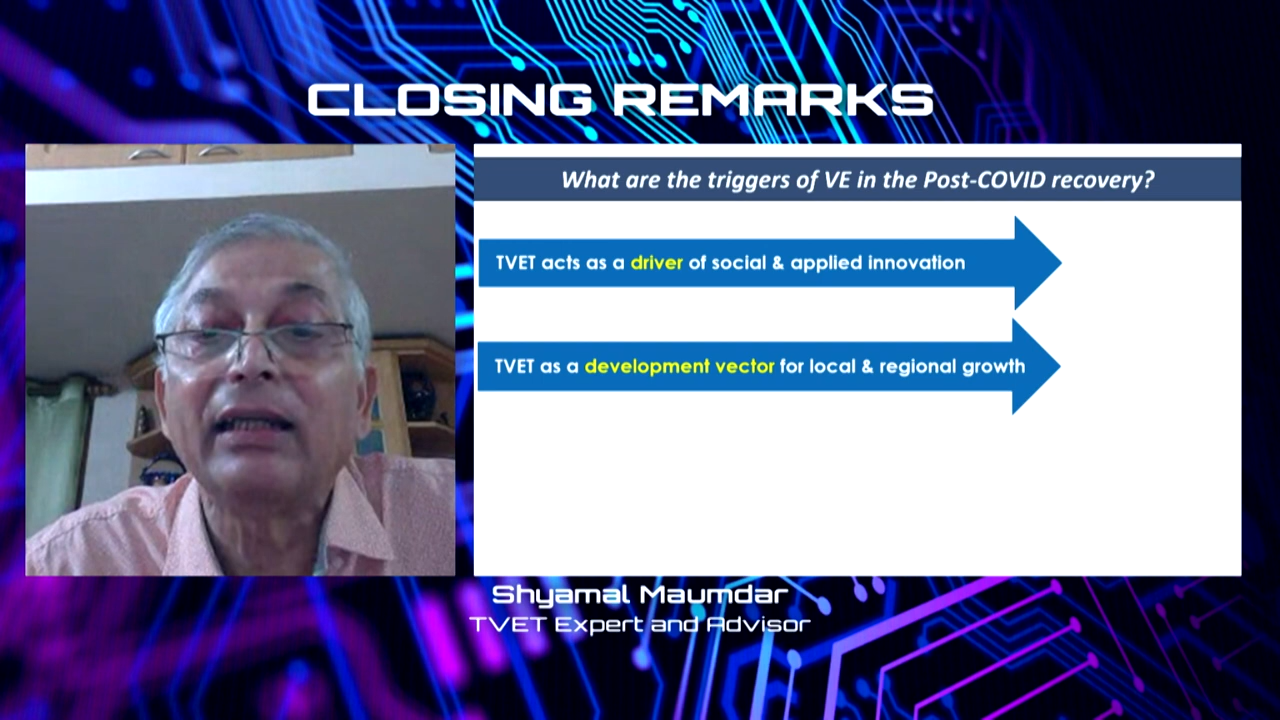 CLOSING REMARKS
What are the triggers of VE in the Post-COVID recovery?
TVET acts as a driver of social & applied innovation
TVET as a development vector for local & regional growth
Shyamal Maumdar
TVET Expert and Advisor